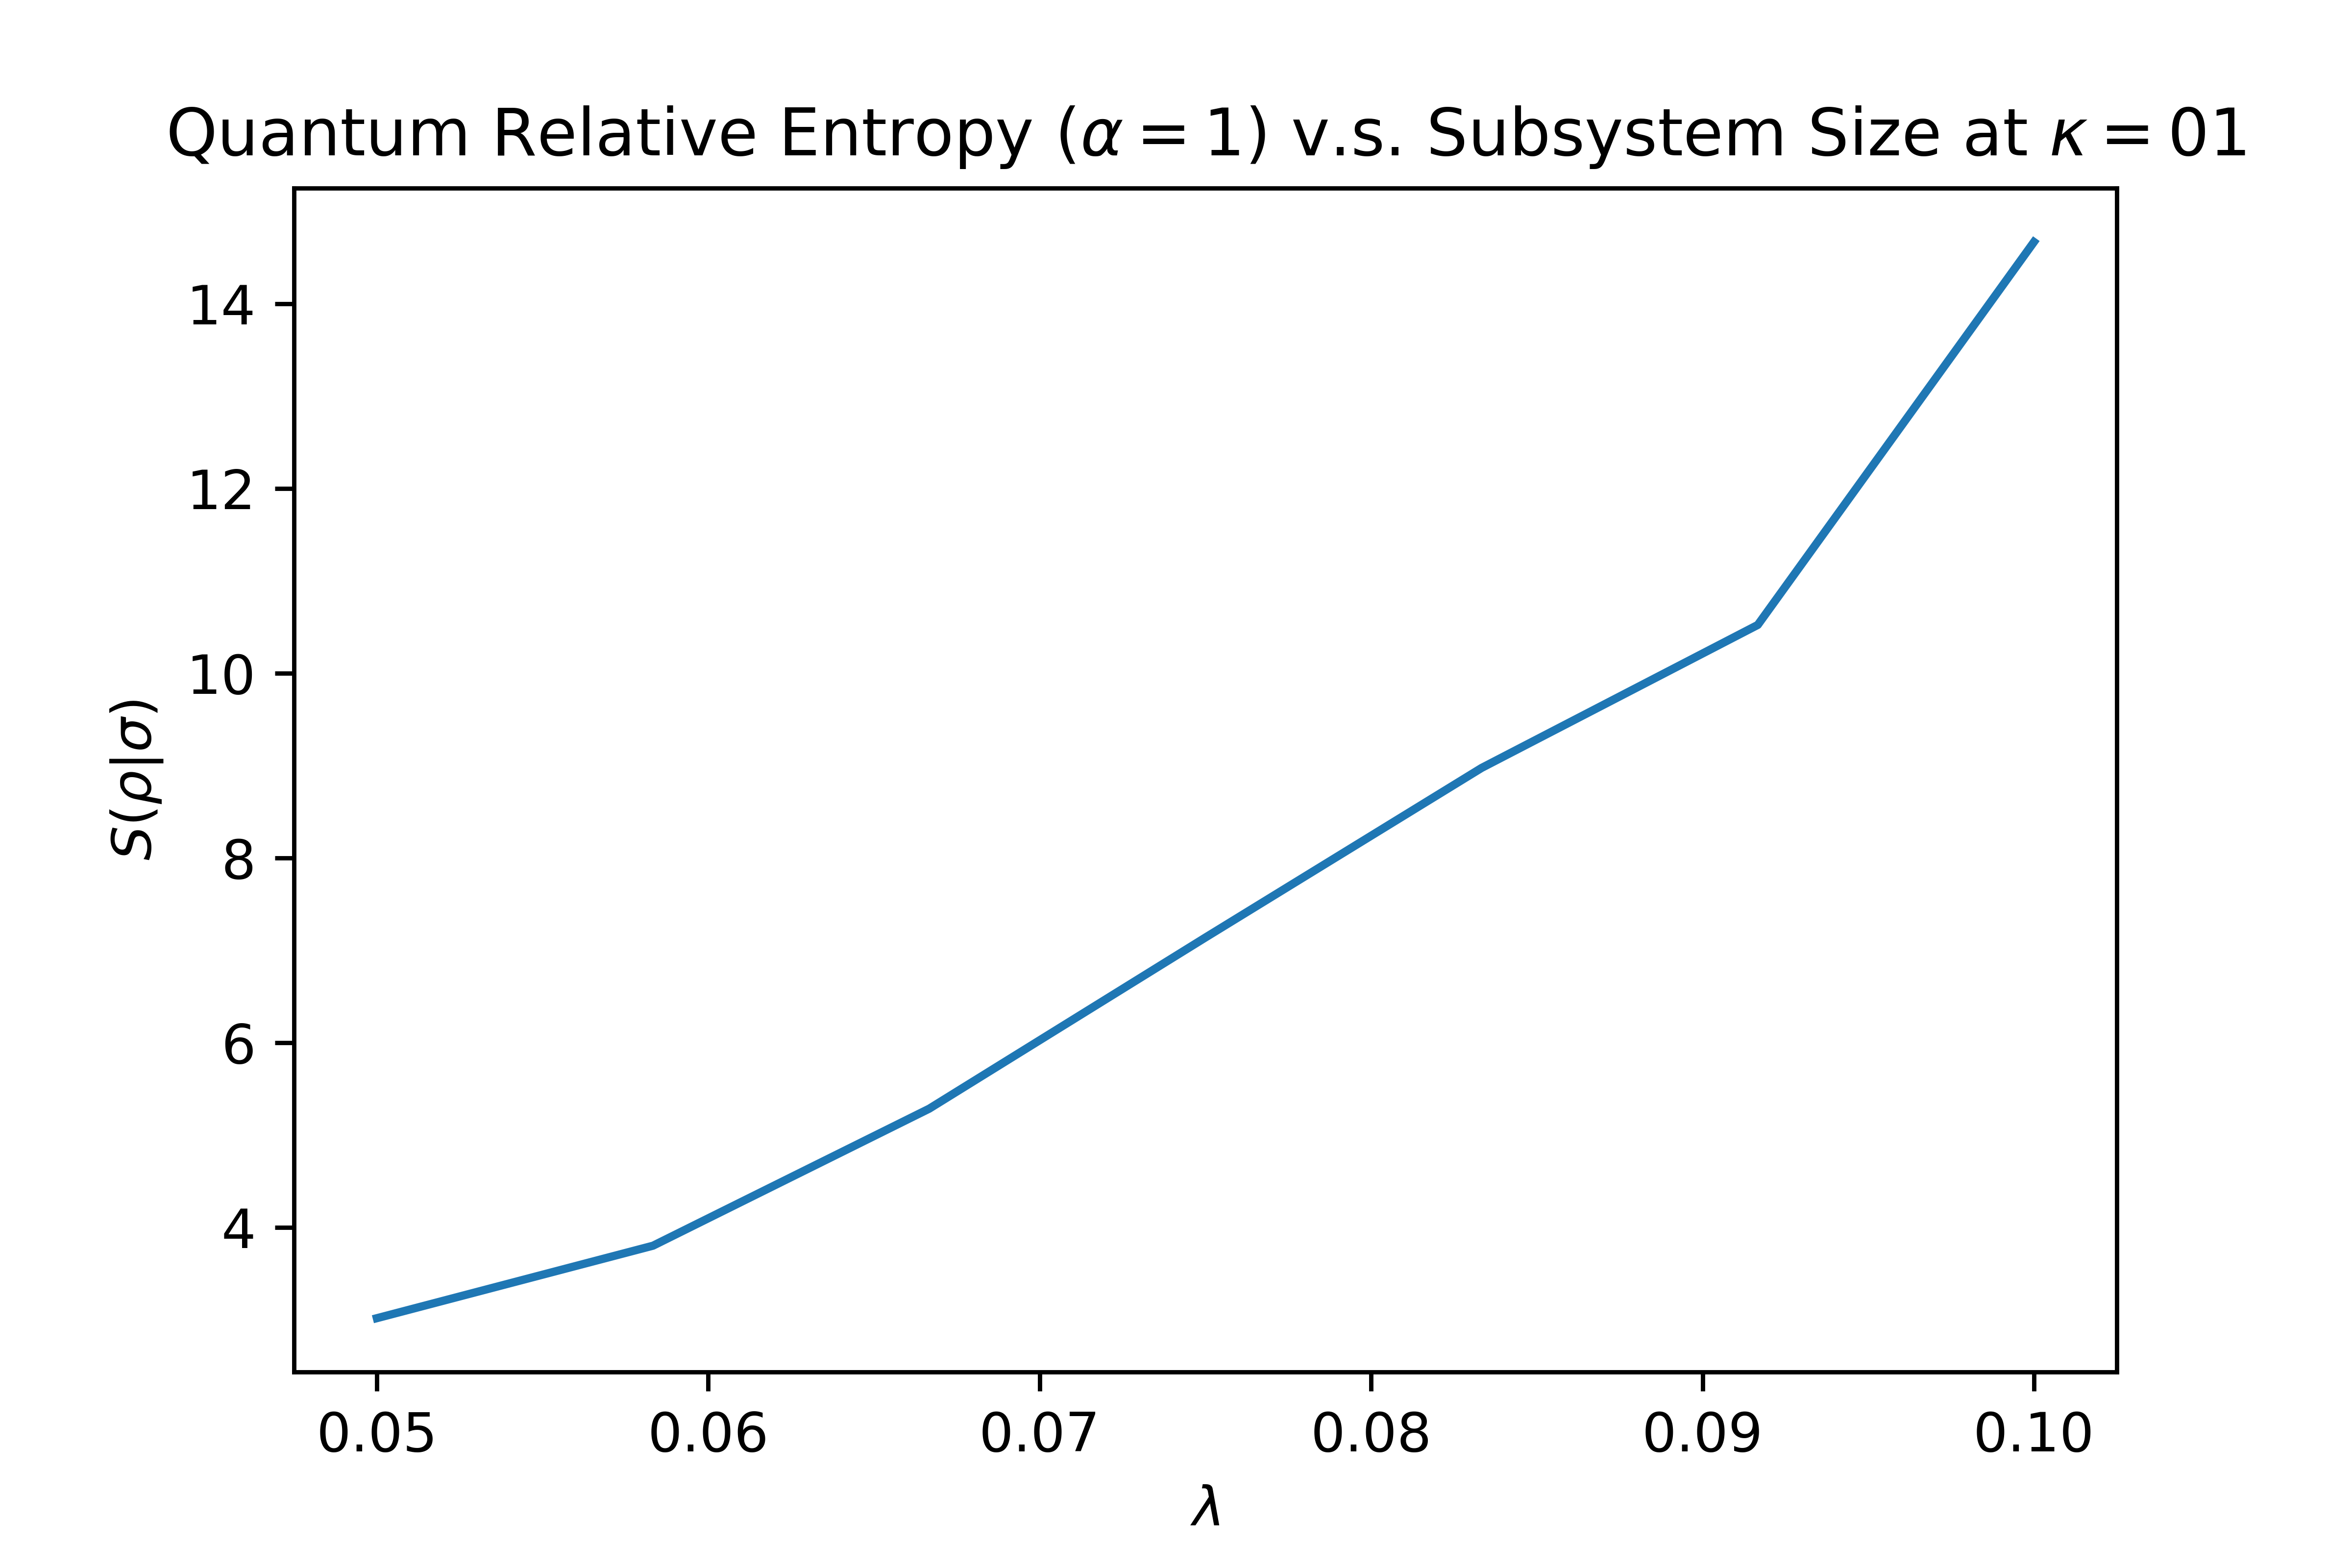 Quantum Relative Entropy (α = 1) v.s. Subsystem Size at κ = 01
S(ρ|σ)
14
12
10
8
6
4
0.05 0.06 0.07 0.08 0.09 0.10
λ